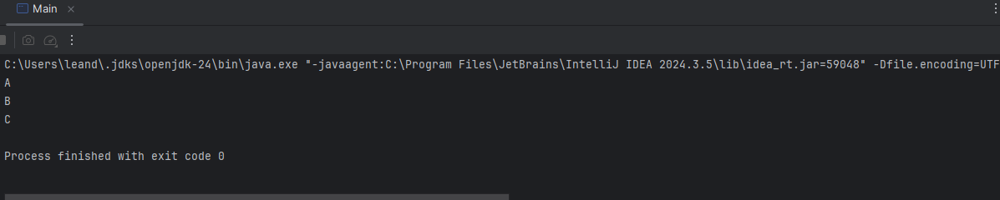 Main
C:\Users\leand\.jdks\openjdk-24\bin\java.exe "-javaagent:C:\Program Files\JetBrains\IntelliJ IDEA 2024.3.5\lib\idea_rt.jar=59048" -Dfile.encoding=UTF
A
B
C
Process finished with exit code 0